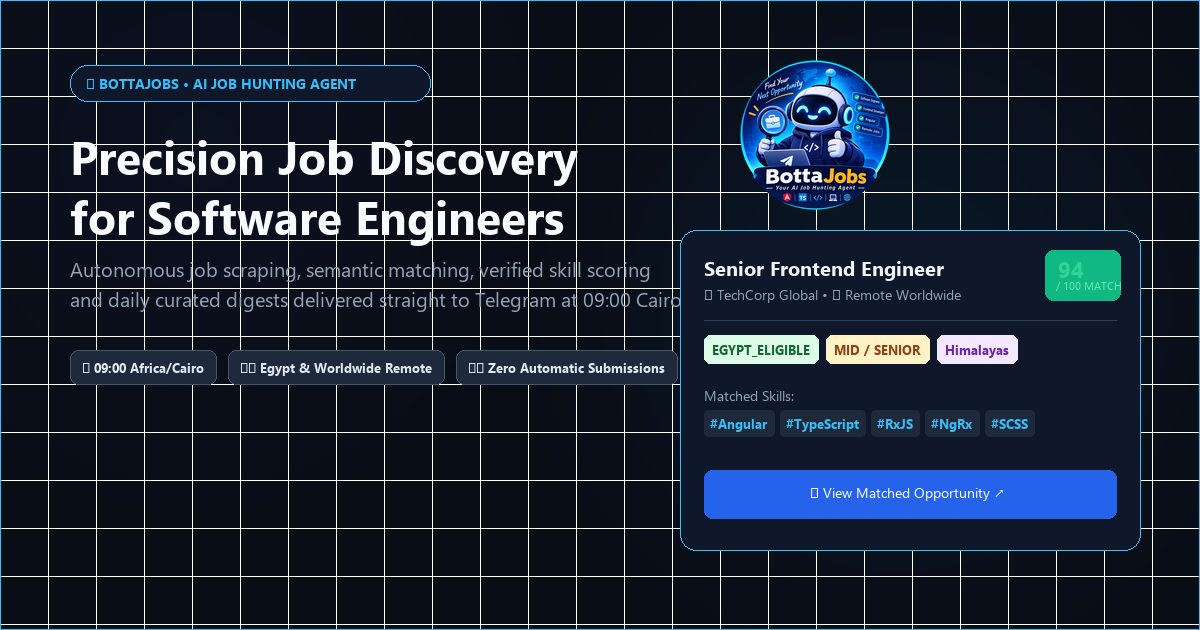 BOTTAJOBS • AI JOB HUNTING AGENT
Precision Job Discovery
for Software Engineers
Autonomous job scraping, semantic matching, verified skill scoring
and daily curated digests delivered straight to Telegram at 09:00 Cairo
09:00 Africa/Cairo
Egypt & Worldwide Remote
Zero Automatic Submissions
Find Your
Next Opportunity
</>
BottaJobs
Your AI Job Hunting Agent
Senior Frontend Engineer
TechCorp Global • Remote Worldwide
94
/ 100 MATCH
EGYPT_ELIGIBLE
MID / SENIOR
Himalayas
Matched Skills:
#Angular #TypeScript #RxJS #NgRx #SCSS
View Matched Opportunity ↗